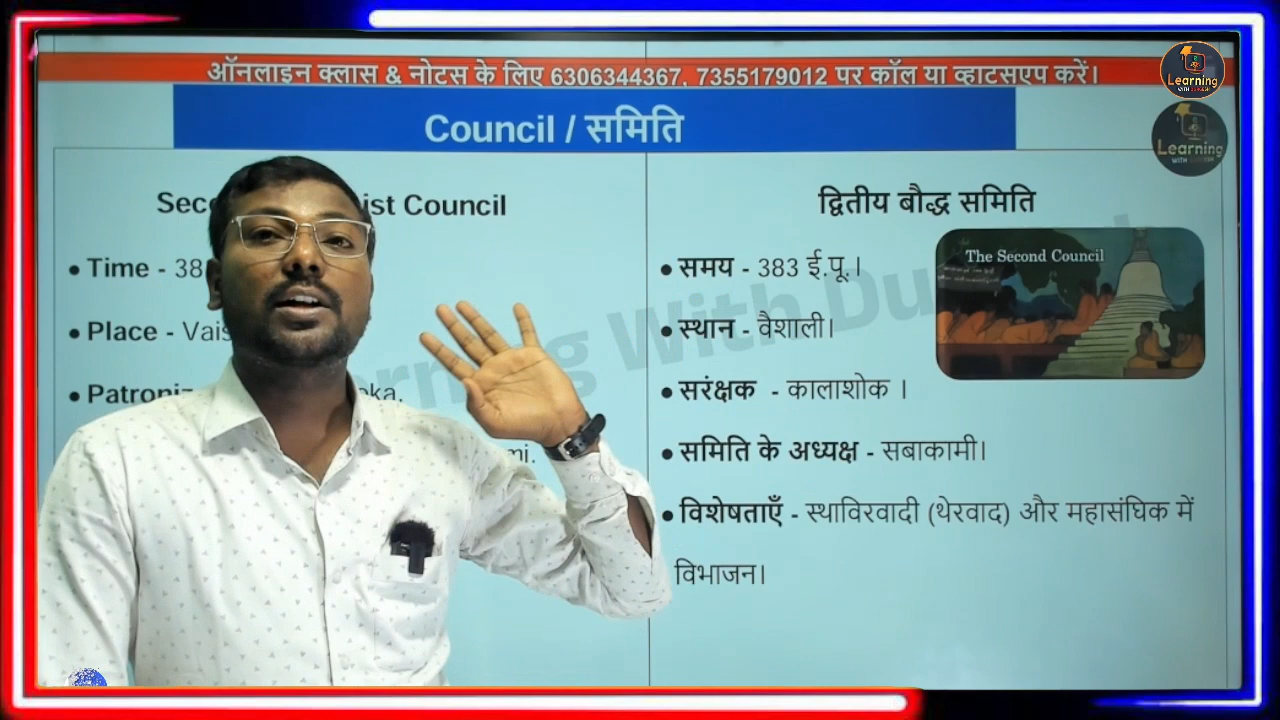 ऑनलाइन क्लास & नोटस के लिए 6306344367, 7355179012 पर कॉल या व्हाटसएप करें।
Learning
Council / समिति
Learning
Sec ist Council
Time - 38
Place - Vais
Patroniz oka.
mi.
द्वितीय बौद्ध समिति
The Second Council
समय - 383 ई.पू.।
स्थान - वैशाली।
सरंक्षक - कालाशोक ।
समिति के अध्यक्ष - सबाकामी।
विशेषताएँ - स्थाविरवादी (थेरवाद) और महासंघिक में
विभाजन।